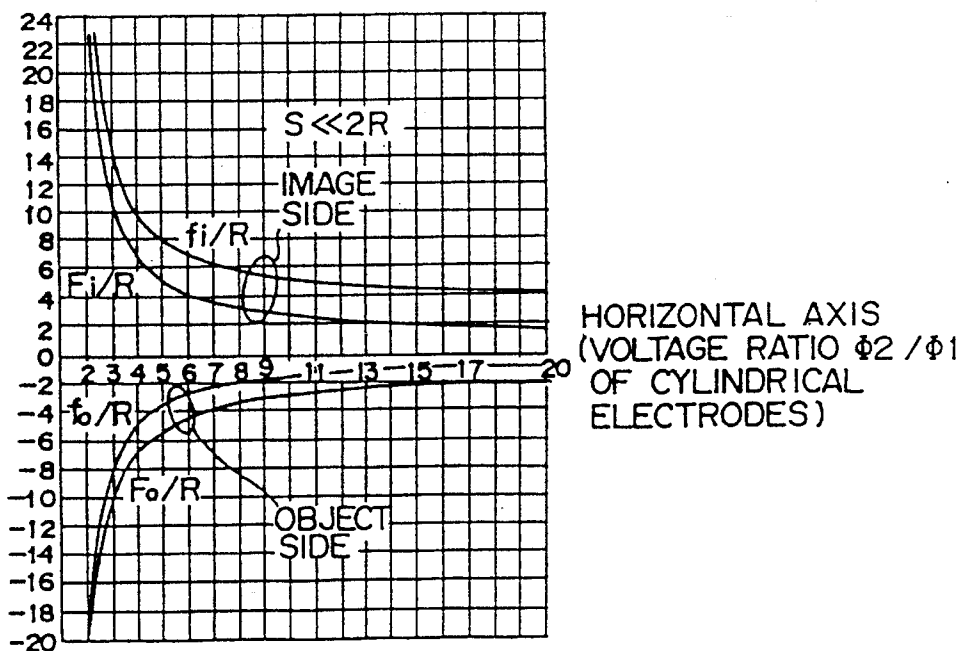 24
22
20
18
16
14
12
10
8
6
4
2
0
-2
-4
-6
-8
-10
-12
-14
-16
-18
-20
S≪2R
IMAGE
SIDE
fi/R
Fi/R
2 3 4 5 6 7 8 9 11 13 15 17 20
fo/R
Fo/R
OBJECT
SIDE
HORIZONTAL AXIS
(VOLTAGE RATIO Φ2/Φ1
OF CYLINDRICAL
ELECTRODES)